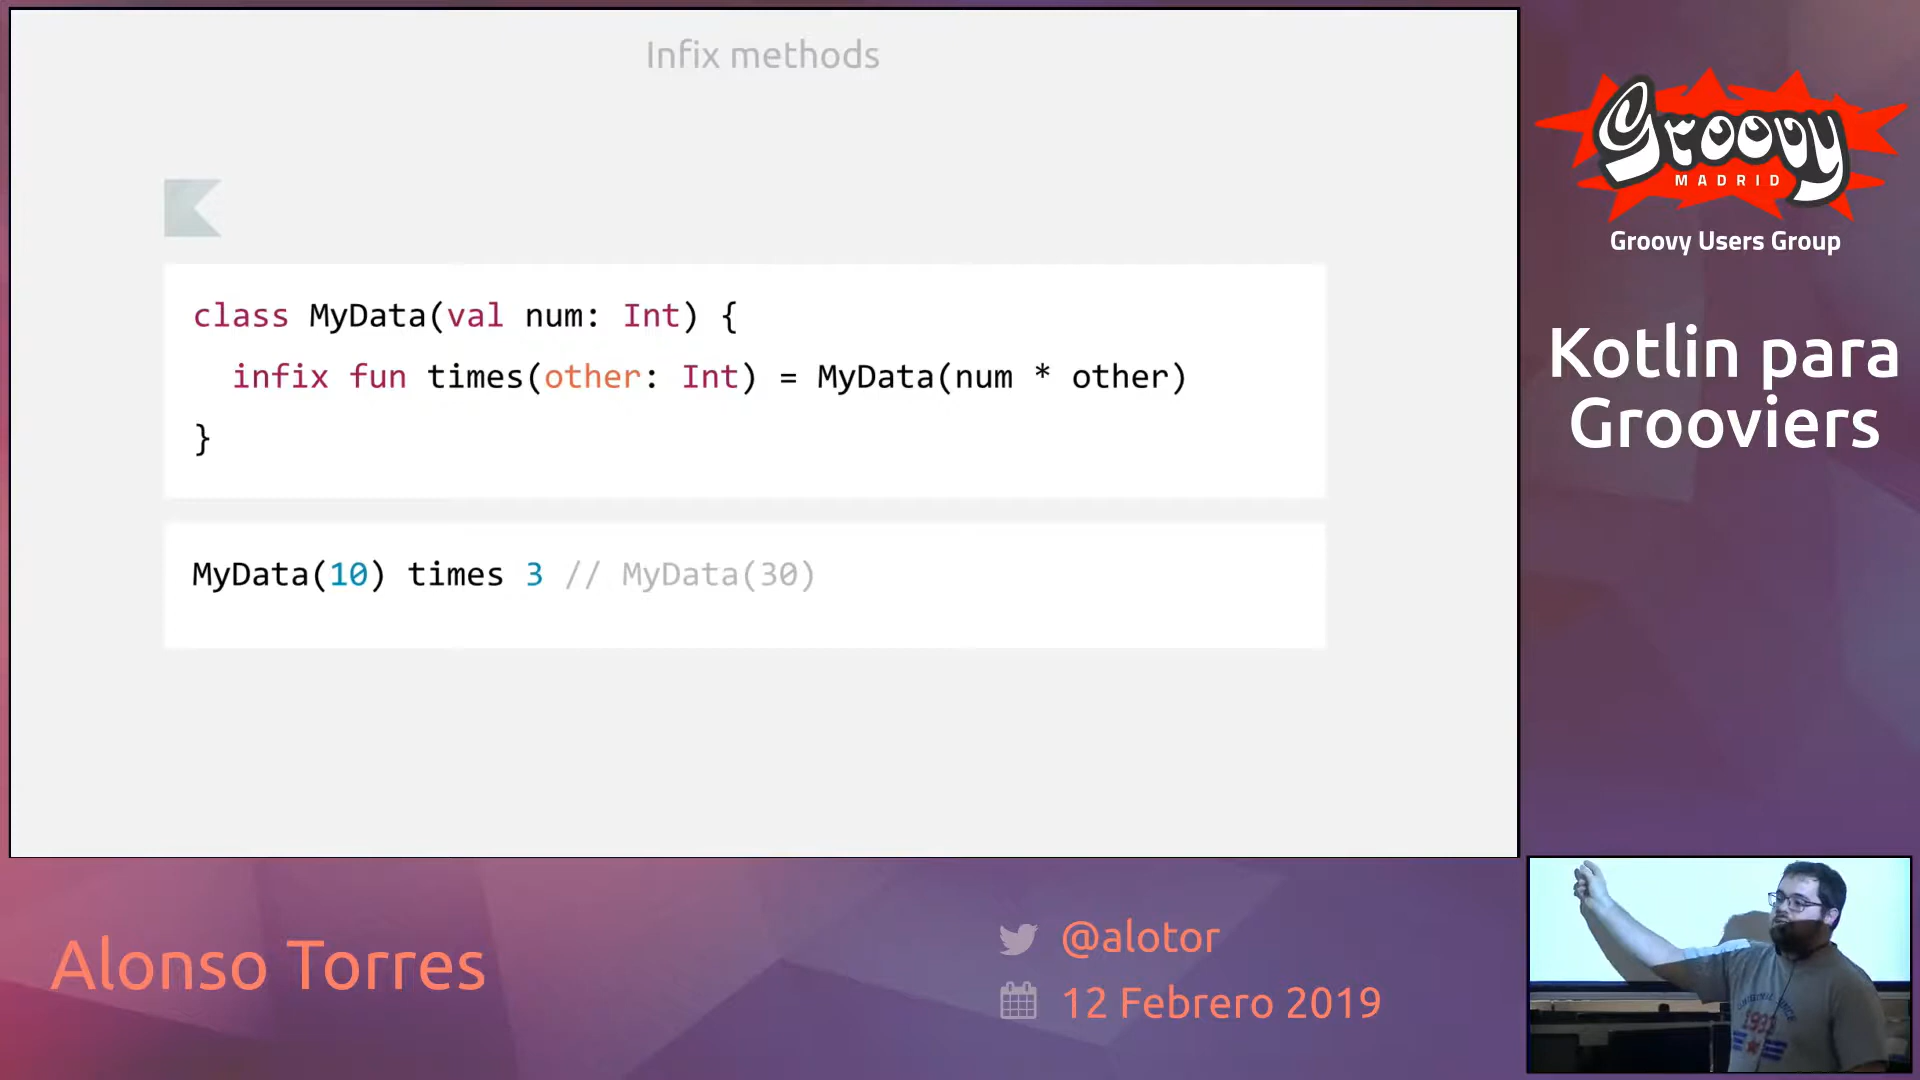 Infix methods
class MyData(val num: Int) {
infix fun times(other: Int) = MyData(num * other)
}
MyData(10) times 3 // MyData(30)
Groovy
MADRID
Groovy Users Group
Kotlin para
Grooviers
Alonso Torres
@alotor
12 Febrero 2019